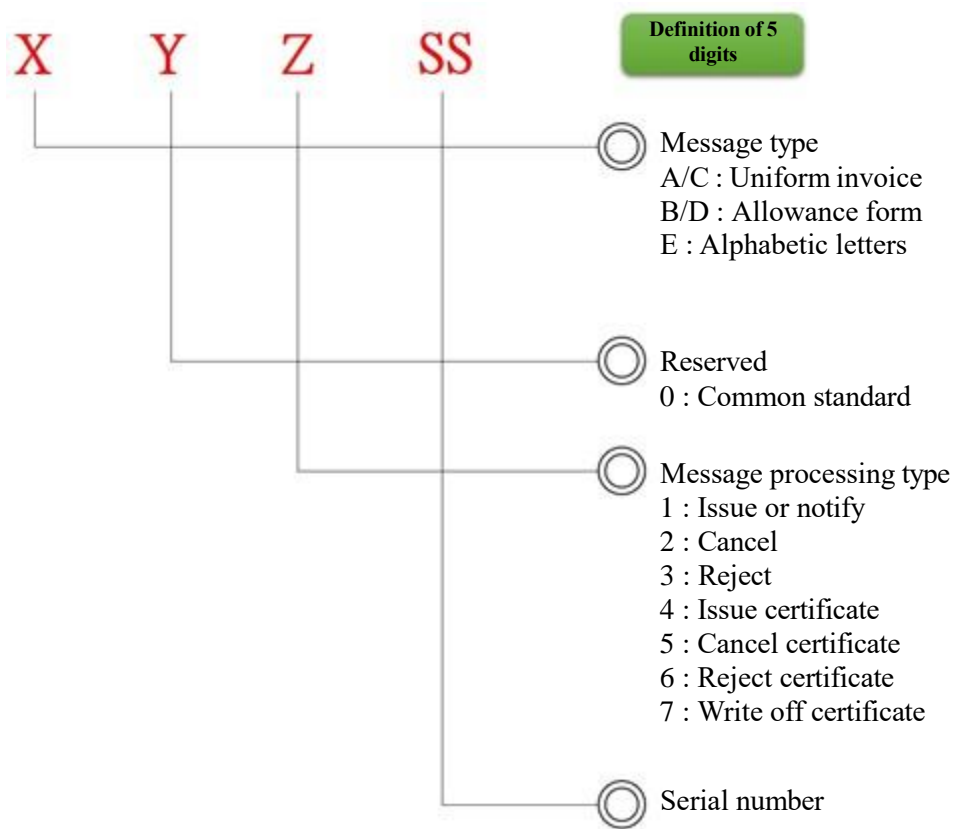 X Y Z SS
Definition of 5
digits
Message type
A/C : Uniform invoice
B/D : Allowance form
E : Alphabetic letters
Reserved
0 : Common standard
Message processing type
1 : Issue or notify
2 : Cancel
3 : Reject
4 : Issue certificate
5 : Cancel certificate
6 : Reject certificate
7 : Write off certificate
Serial number